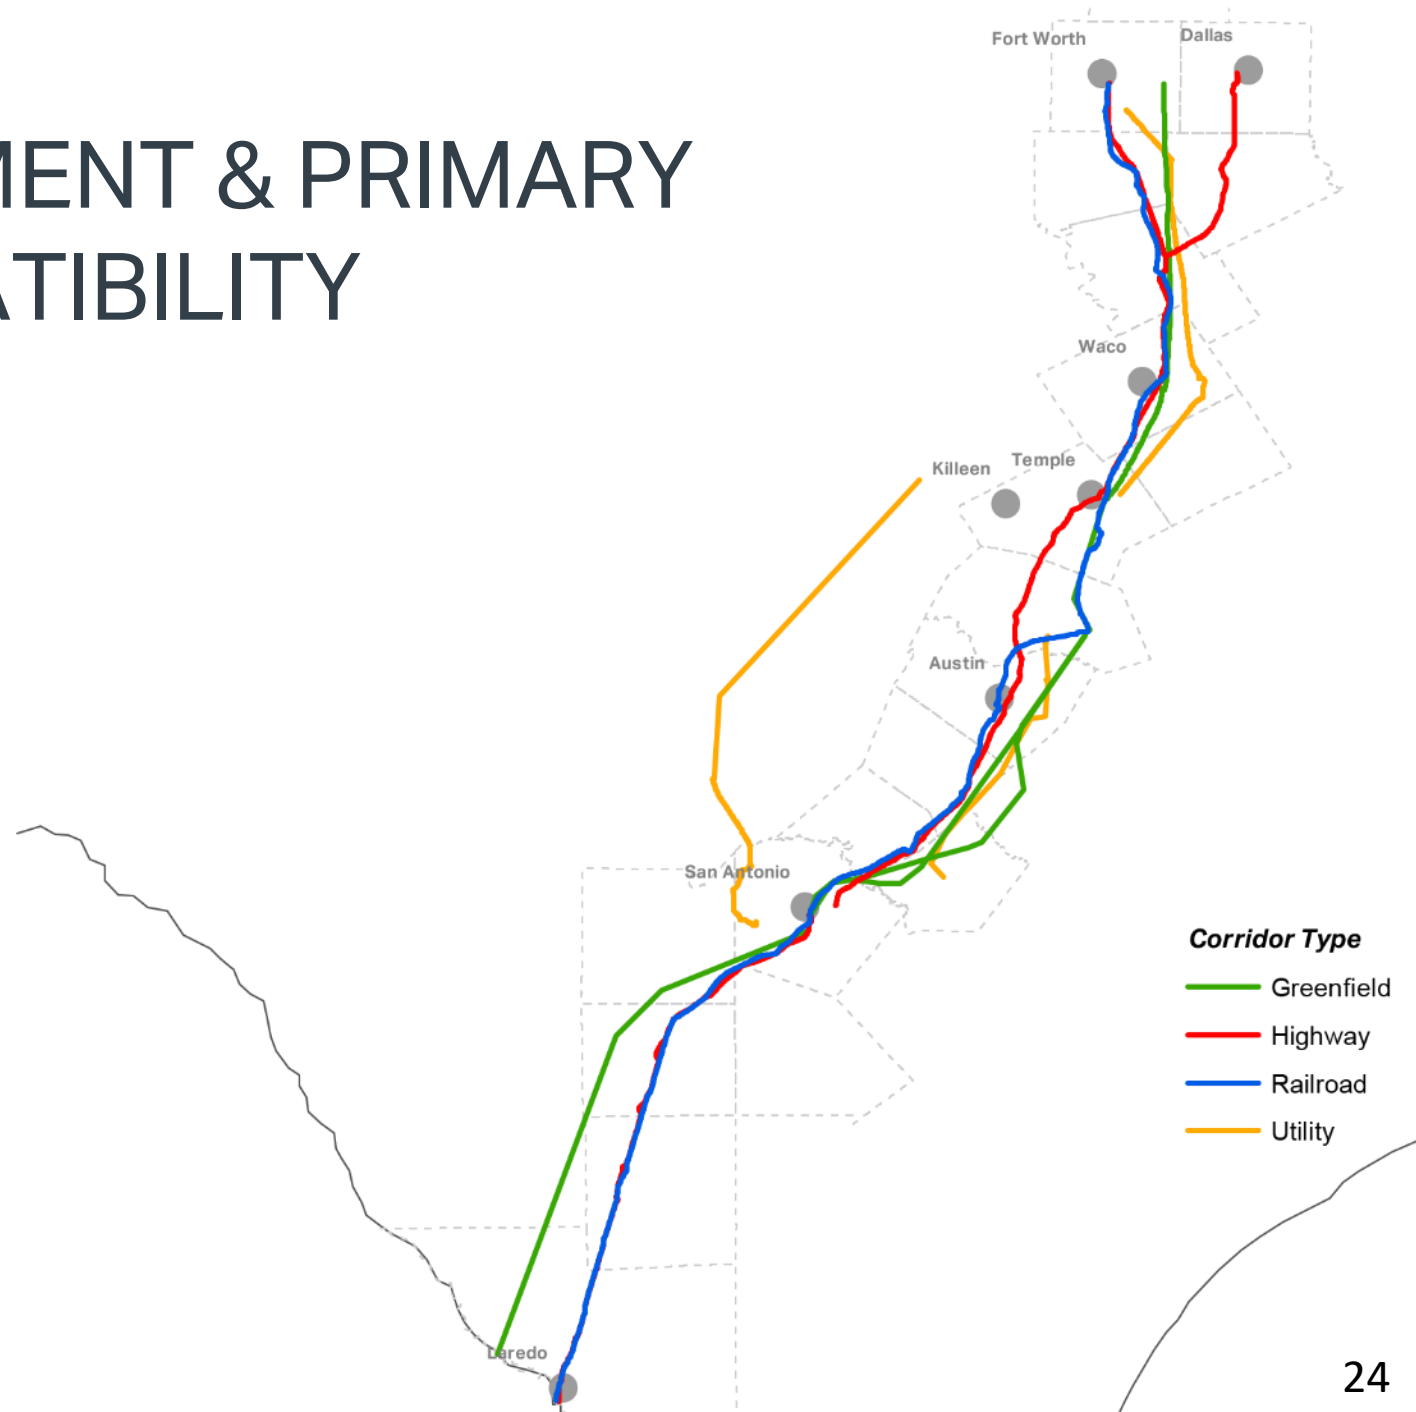 MENT & PRIMARY
ATIBILITY
Fort Worth
Dallas
Waco
Temple
Killeen
Austin
San Antonio
Laredo
Corridor Type
Greenfield
Highway
Railroad
Utility
24